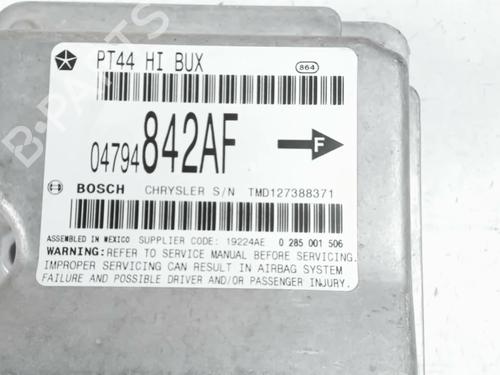 PT44 HI BUX
864
04794842AF
F
BOSCH CHRYSLER S/N TMD127388371
ASSEMBLED IN MEXICO SUPPLIER CODE: 19224AE 0 285 001 506
WARNING: REFER TO SERVICE MANUAL BEFORE SERVICING.
IMPROPER SERVICING CAN RESULT IN AIRBAG SYSTEM
FAILURE AND POSSIBLE DRIVER AND/OR PASSENGER INJURY.
B-PARTS